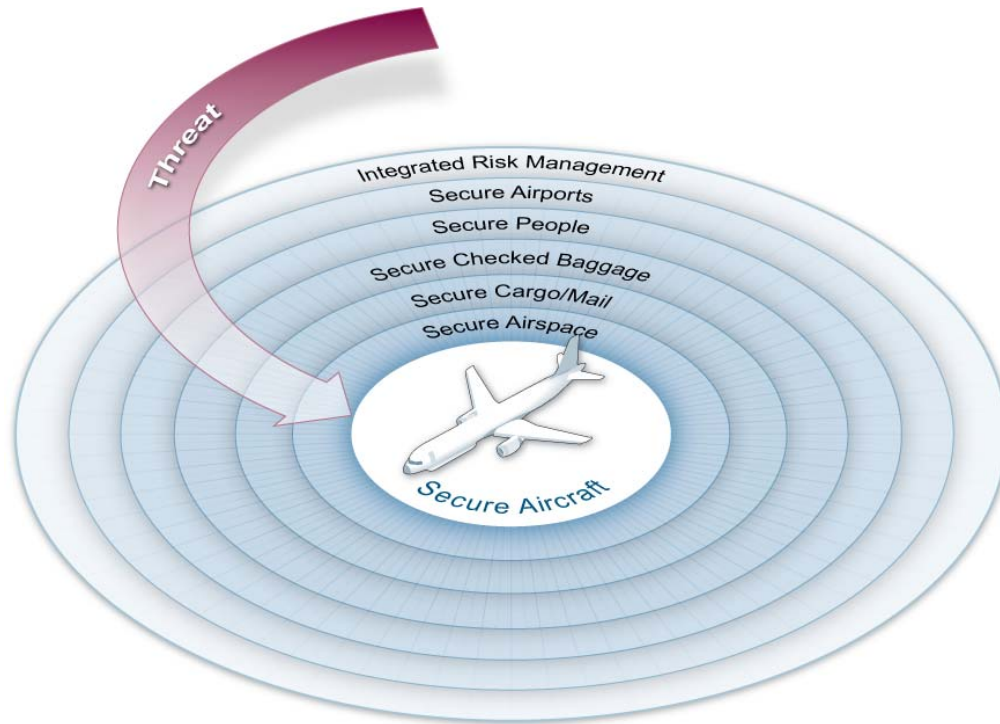 Threat
Integrated Risk Management
Secure Airports
Secure People
Secure Checked Baggage
Secure Cargo/Mail
Secure Airspace
Secure Aircraft